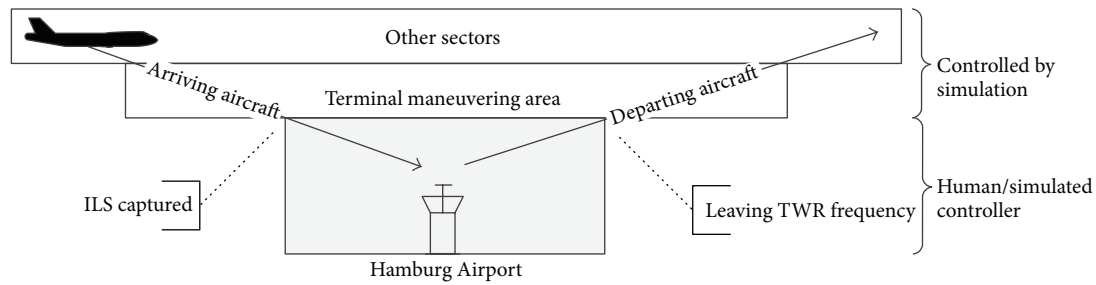 Other sectors
Arriving aircraft
Terminal maneuvering area
Departing aircraft
Controlled by
simulation
ILS captured
Leaving TWR frequency
Human/simulated
controller
Hamburg Airport